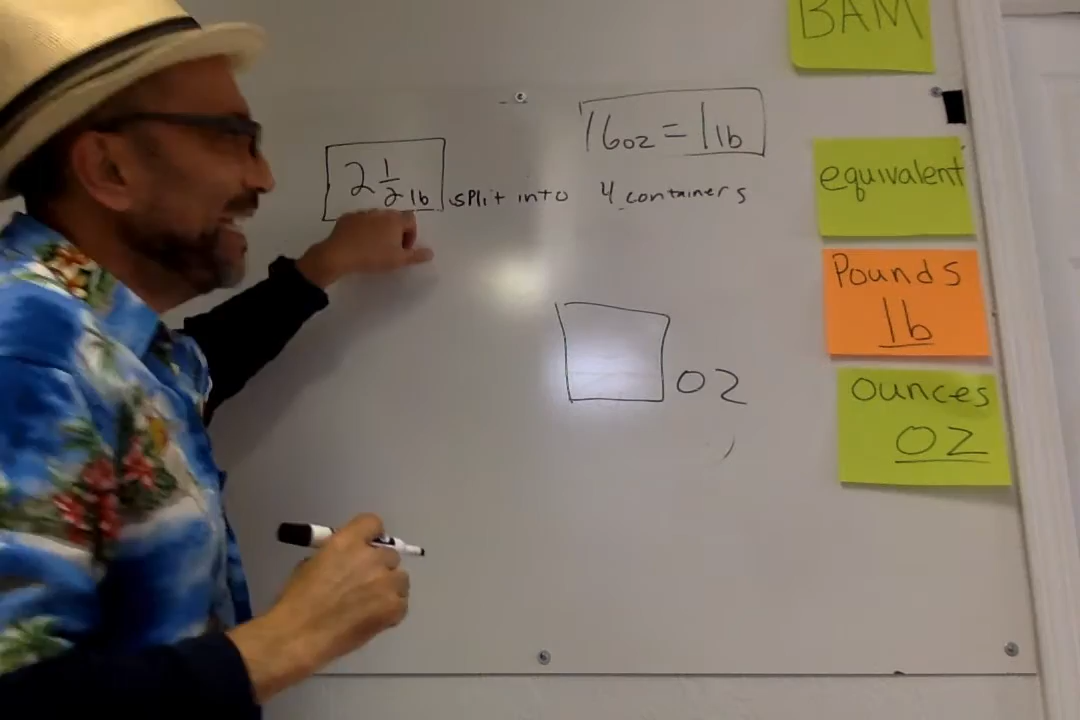 BAM
16oz = 1lb
2 1/2 lb split into 4 containers
oz
equivalent
Pounds
lb
ounces
oz